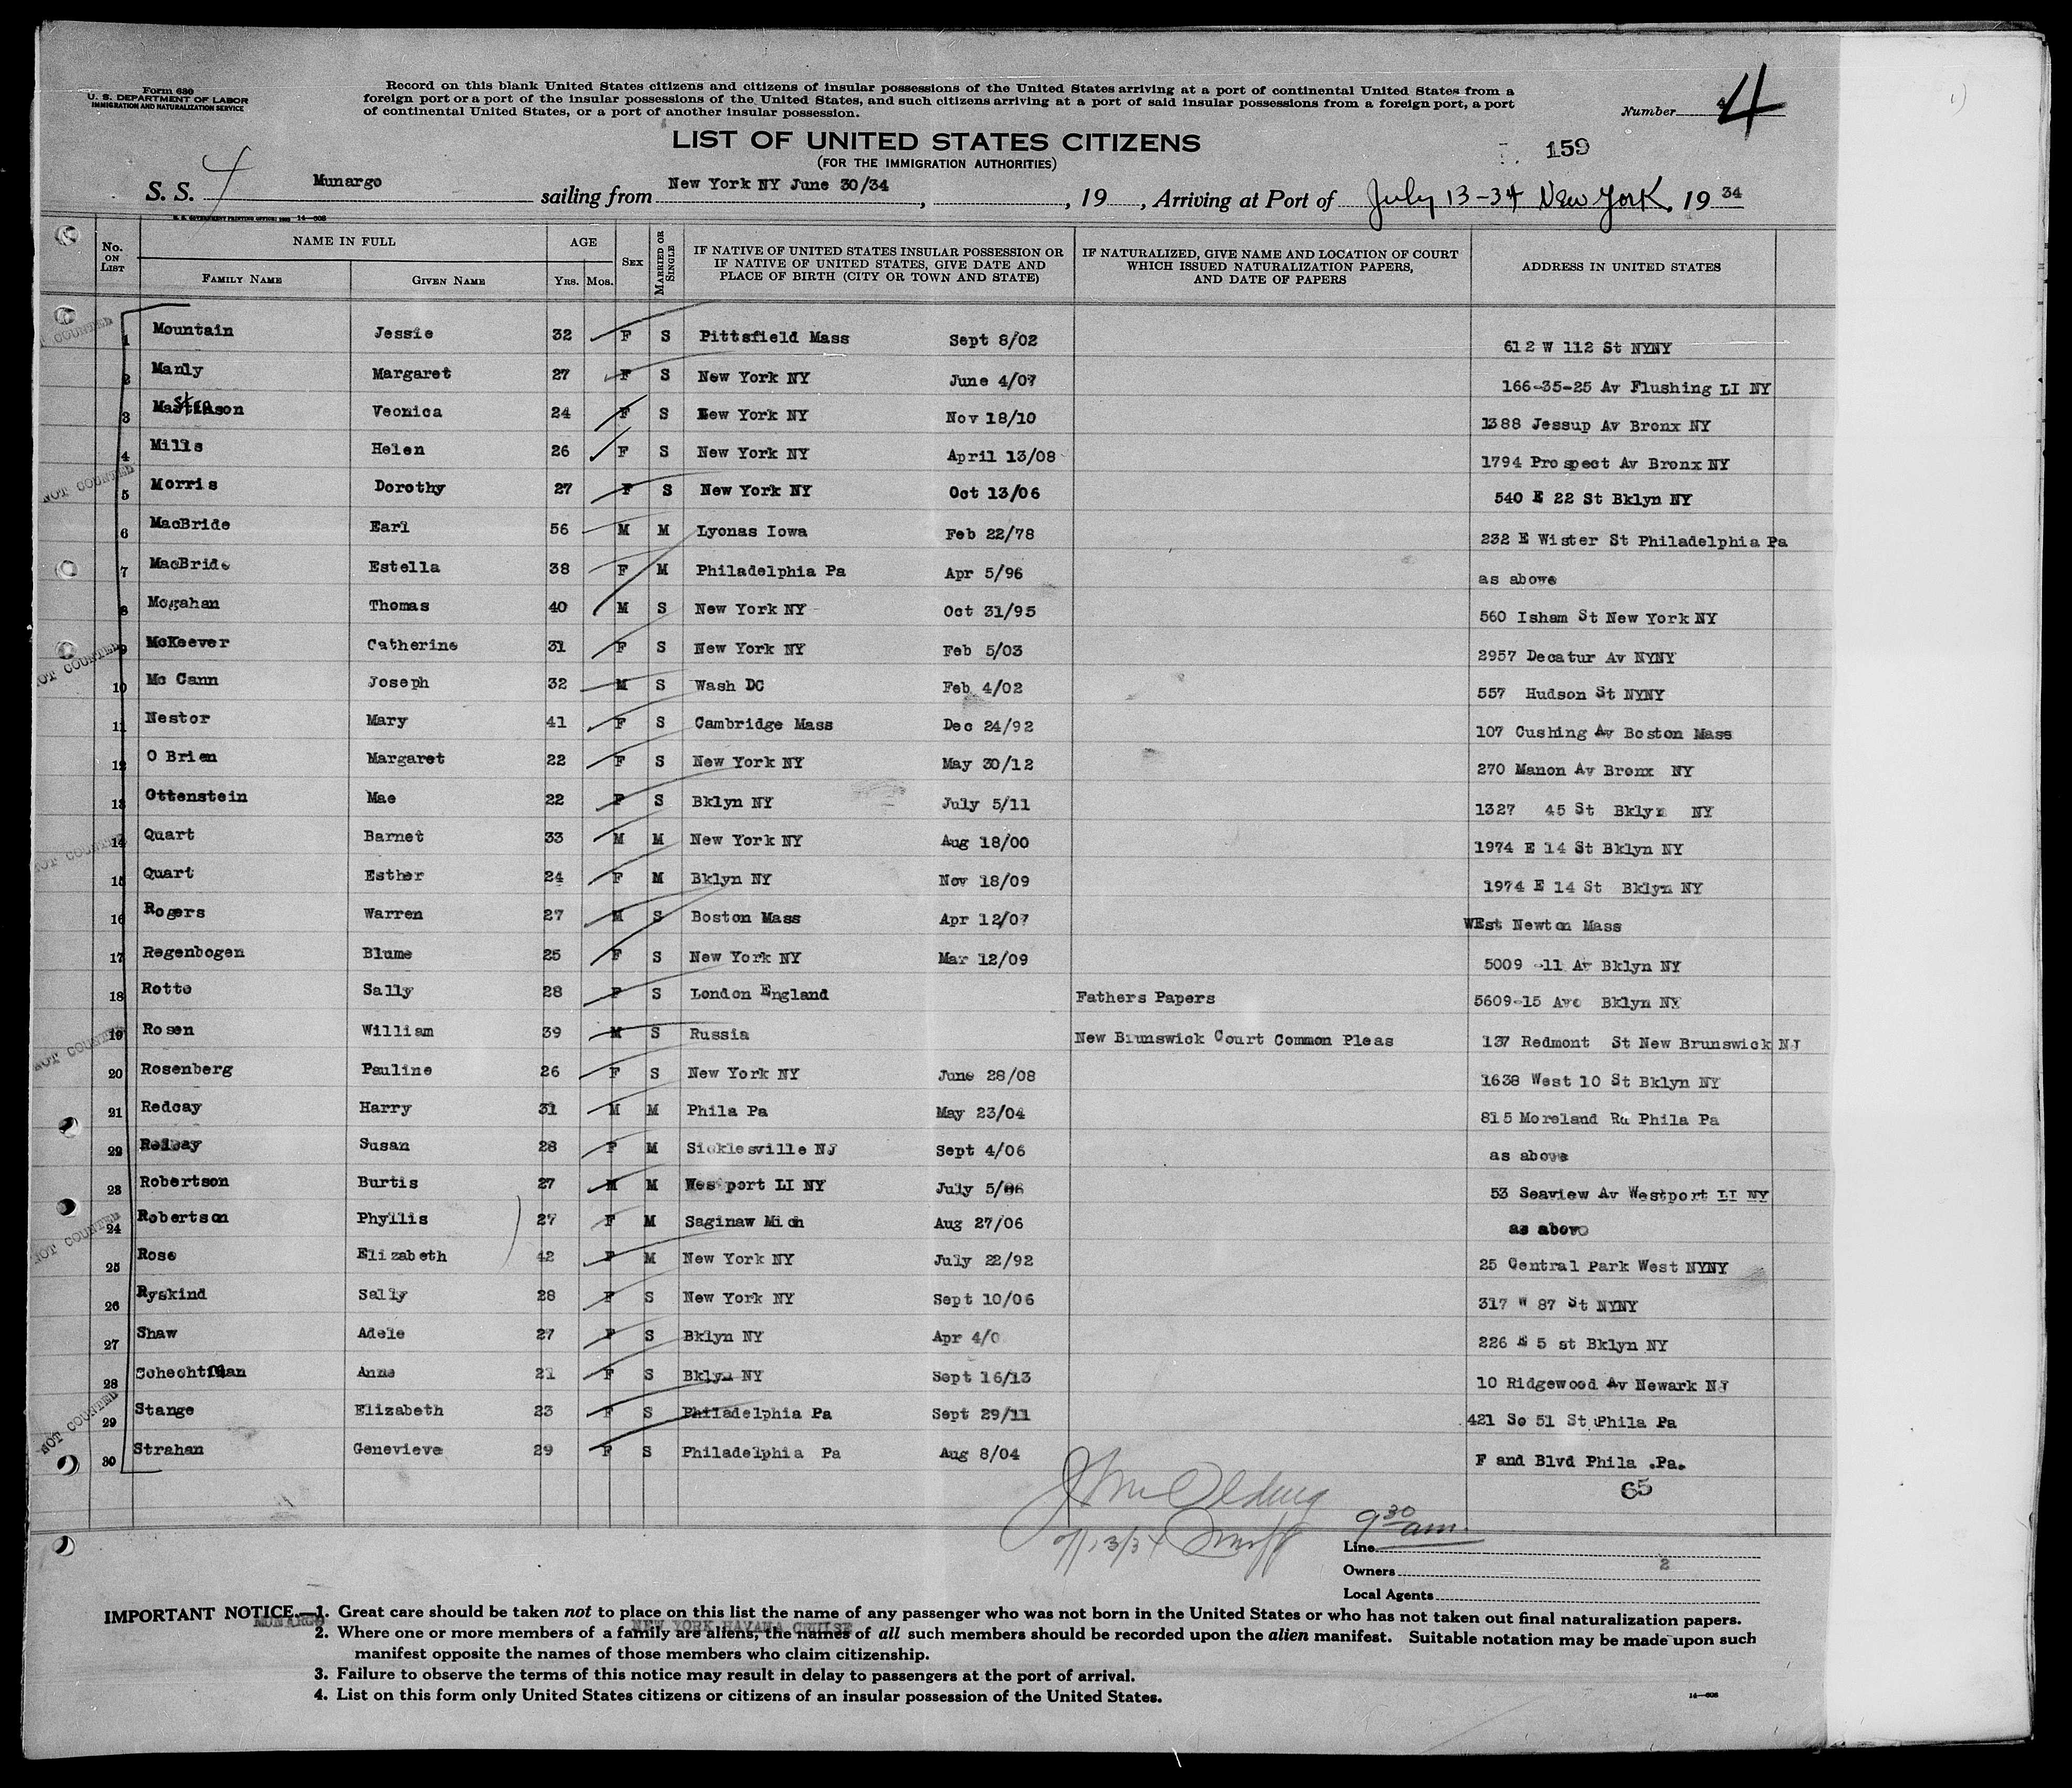 Form 630
U. S. DEPARTMENT OF LABOR
IMMIGRATION AND NATURALIZATION SERVICE
Record on this blank United States citizens and citizens of insular possessions of the United States arriving at a port of continental United States from a
foreign port or a port of the insular possessions of the United States, and such citizens arriving at a port of said insular possessions from a foreign port, a port
of continental United States, or a port of another insular possession.
Number 4
LIST OF UNITED STATES CITIZENS
(FOR THE IMMIGRATION AUTHORITIES)
159
S. S. Munargo sailing from New York NY June 30/34 , , 19 , Arriving at Port of July 13-34 New York, 19 34
No. ON LIST NAME IN FULL AGE SEX MARRIED OR SINGLE IF NATIVE OF UNITED STATES INSULAR POSSESSION OR IF NATIVE OF UNITED STATES, GIVE DATE AND PLACE OF BIRTH (CITY OR TOWN AND STATE) IF NATURALIZED, GIVE NAME AND LOCATION OF COURT WHICH ISSUED NATURALIZATION PAPERS, AND DATE OF PAPERS ADDRESS IN UNITED STATES
FAMILY NAME GIVEN NAME YRS. MOS.
1 Mountain Jessie 32 F S Pittsfield Mass Sept 8/02 612 W 112 St NYNY
2 Manly Margaret 27 F S New York NY June 4/07 166-35-25 Av Flushing LI NY
3 Veonica 24 F S New York NY Nov 18/10 1388 Jessup Av Bronx NY
4 Mills Helen 26 F S New York NY April 13/08 1794 Prospect Av Bronx NY
5 Morris Dorothy 27 F S New York NY Oct 13/06 540 E 22 St Bklyn NY
6 MacBride Earl 56 M M Lyonas Iowa Feb 22/78 232 E Wister St Philadelphia Pa
7 MacBride Estella 38 F M Philadelphia Pa Apr 5/96 as above
8 Mogahan Thomas 40 M S New York NY Oct 31/95 560 Isham St New York NY
9 McKeever Catherine 31 F S New York NY Feb 5/03 2957 Decatur Av NYNY
10 Mc Cann Joseph 32 M S Wash DC Feb 4/02 557 Hudson St NYNY
11 Nestor Mary 41 F S Cambridge Mass Dec 24/92 107 Cushing Av Boston Mass
12 O Brien Margaret 22 F S New York NY May 30/12 270 Manon Av Bronx NY
13 Ottenstein Mae 22 F S Bklyn NY July 5/11 1327 45 St Bklyn NY
14 Quart Barnet 33 M M New York NY Aug 18/00 1974 E 14 St Bklyn NY
15 Quart Esther 24 F M Bklyn NY Nov 18/09 1974 E 14 St Bklyn NY
16 Rogers Warren 27 M S Boston Mass Apr 12/07 WEst Newton Mass
17 Regenbogen Blume 25 F S New York NY Mar 12/09 5009 -11 Av Bklyn NY
18 Rotte Sally 28 F S London England Fathers Papers 5609-15 Ave Bklyn NY
19 Rosen William 39 M S Russia New Brunswick Court Common Pleas 137 Redmont St New Brunswick NJ
20 Rosenberg Pauline 26 F S New York NY June 28/08 1638 West 10 St Bklyn NY
21 Redcay Harry 31 M M Phila Pa May 23/04 815 Moreland Rd Phila Pa
22 Redcay Susan 28 F M Sicklesville NJ Sept 4/06 as above
23 Robertson Burtis 27 M M Westport LI NY July 5/06 53 Seaview Av Westport LI NY
24 Robertson Phyllis 27 F M Saginaw Mich Aug 27/06 as above
25 Rose Elizabeth 42 F M New York NY July 22/92 25 Central Park West NYNY
26 Ryskind Sally 28 F S New York NY Sept 10/06 317 W 87 St NYNY
27 Shaw Adele 27 F S Bklyn NY Apr 4/0 226 E 5 st Bklyn NY
28 Schechtman Anne 21 F S Bklyn NY Sept 16/13 10 Ridgewood Av Newark NJ
29 Stange Elizabeth 23 F S Philadelphia Pa Sept 29/11 421 So 51 St Phila Pa
30 Strahan Genevieve 29 F S Philadelphia Pa Aug 8/04 F and Blvd Phila .Pa.
NOT COUNTED
NOT COUNTED
NOT COUNTED
NOT COUNTED
NOT COUNTED
NOT COUNTED
NOT COUNTED
65
7/13/34
9 30 am.
Line
Owners 2
Local Agents
MUNARGO NEW YORK HAVANA CRUISE
IMPORTANT NOTICE.—1. Great care should be taken not to place on this list the name of any passenger who was not born in the United States or who has not taken out final naturalization papers.
2. Where one or more members of a family are aliens, the names of all such members should be recorded upon the alien manifest. Suitable notation may be made upon such
manifest opposite the names of those members who claim citizenship.
3. Failure to observe the terms of this notice may result in delay to passengers at the port of arrival.
4. List on this form only United States citizens or citizens of an insular possession of the United States.
14—608